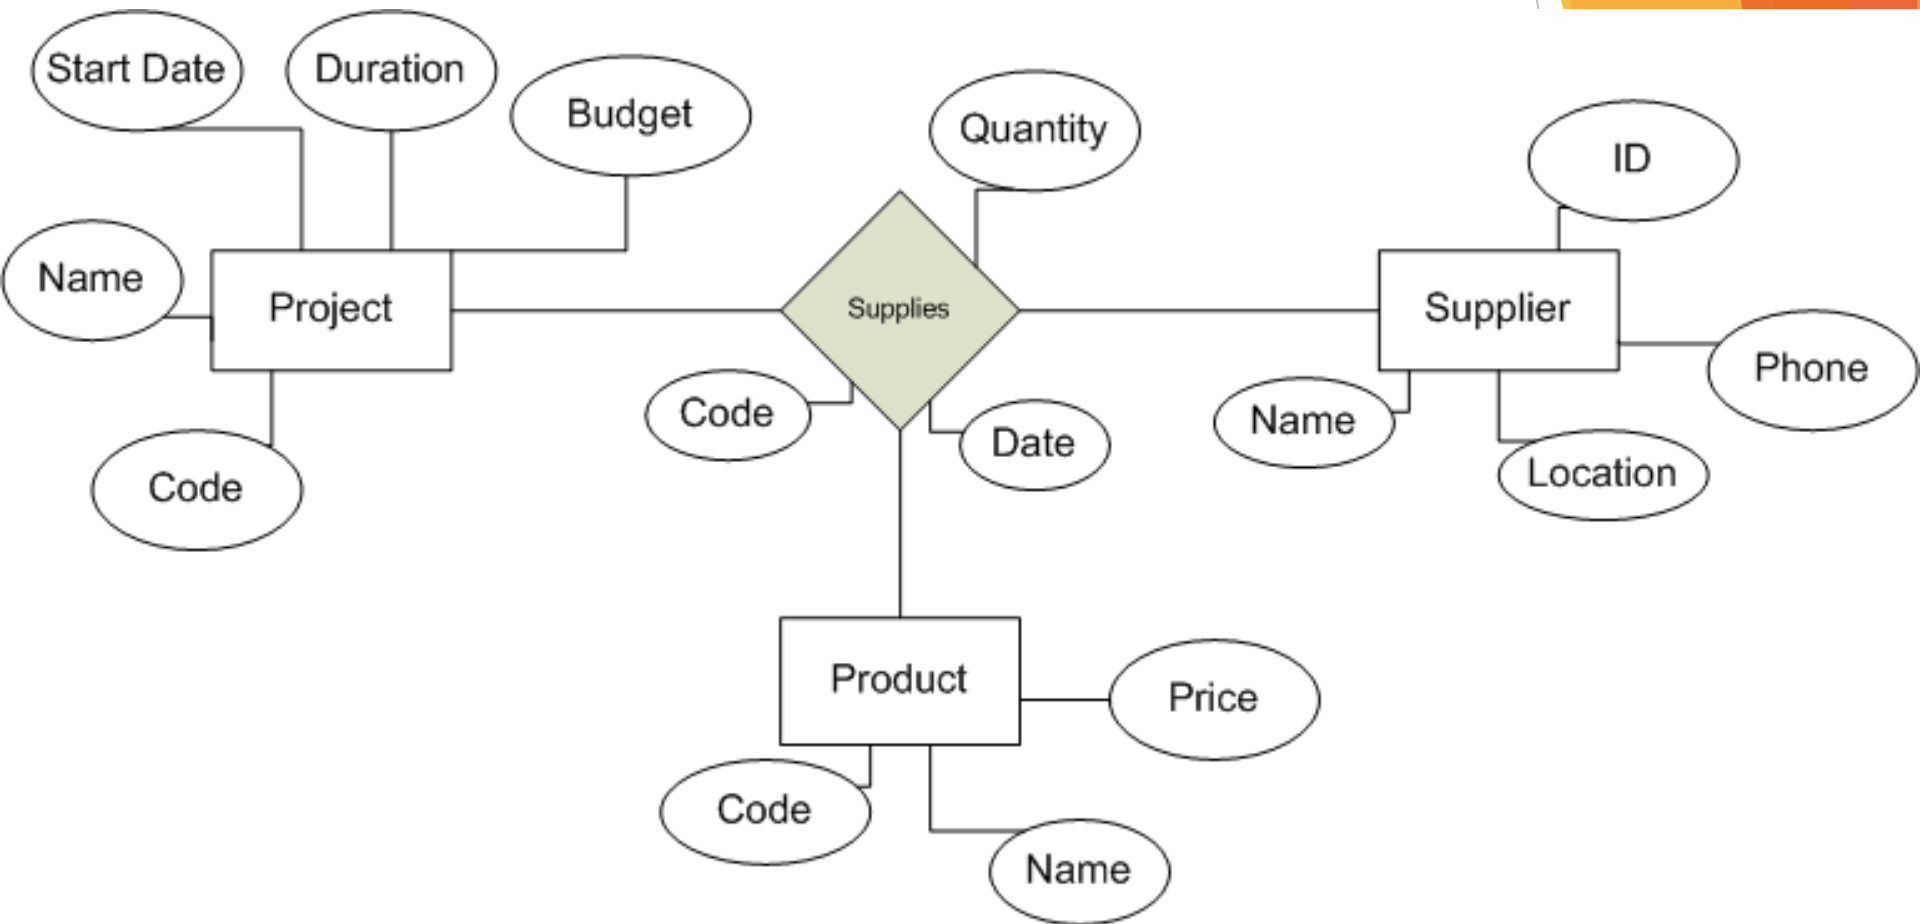 Start Date
Duration
Budget
Quantity
ID
Name
Project
Supplies
Supplier
Phone
Code
Date
Name
Location
Code
Product
Price
Code
Name